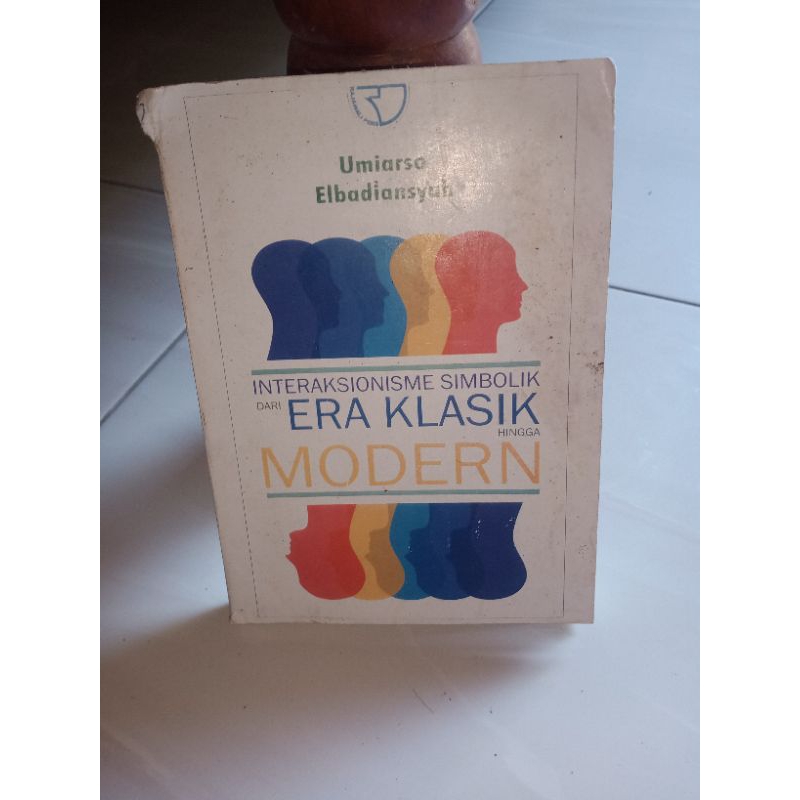 Umiarso
Elbadiansyah
INTERAKSIONISME SIMBOLIK
DARI ERA KLASIK
HINGGA
MODERN